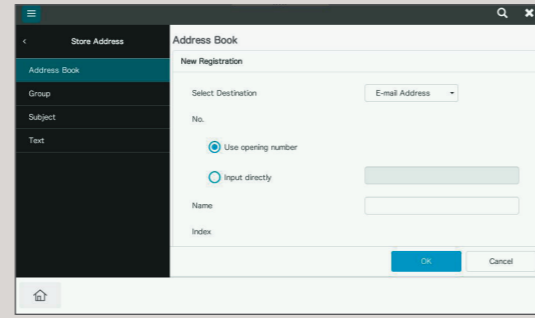 Store Address
Address Book
Group
Subject
Text
Address Book
New Registration
Select Destination
E-mail Address
No.
Use opening number
Input directly
Name
Index
OK
Cancel